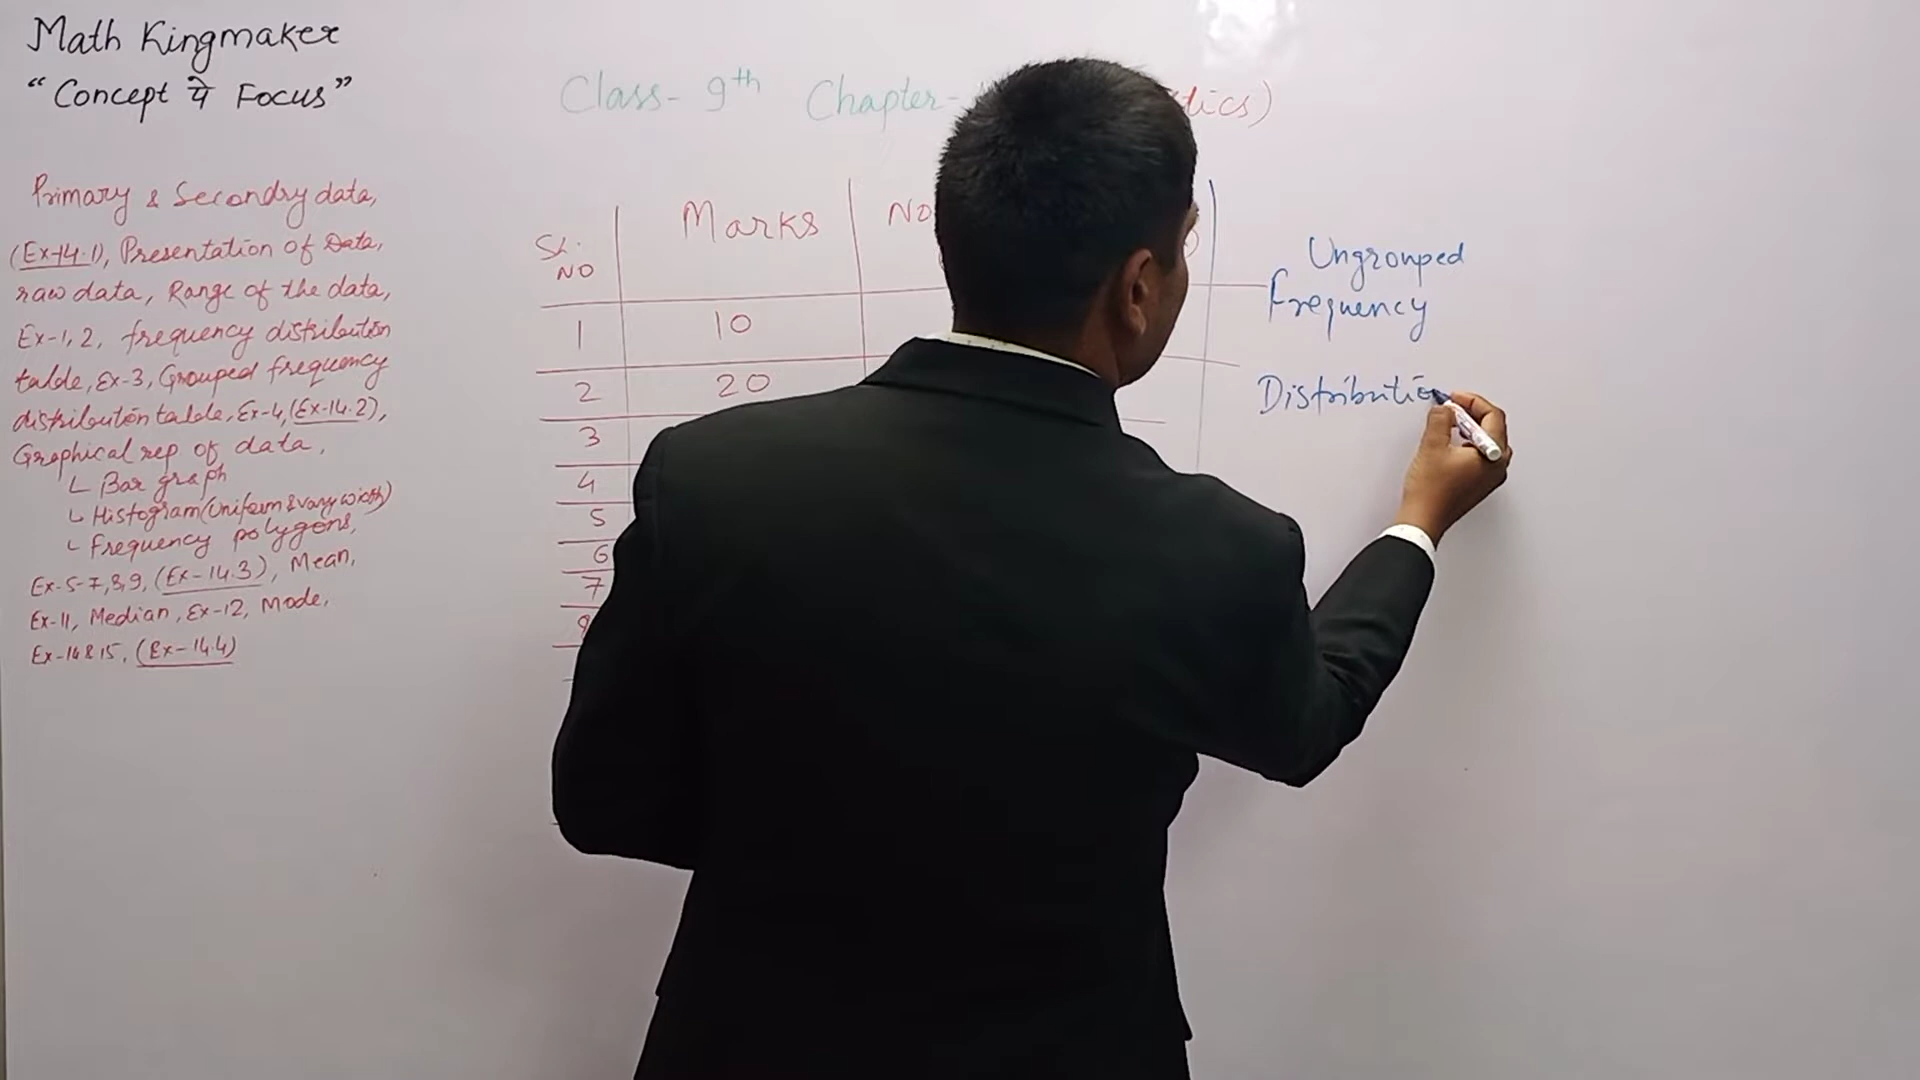 Math Kingmaker
“Concept पे Focus”
Class- 9th Chapter- tics)
Primary & Secondry data,
(Ex-14.1), Presentation of Data,
raw data, Range of the data,
Ex-1,2, frequency distribution
table, Ex-3, Grouped frequency
distribution table, Ex-4, (Ex-14.2),
Graphical rep of data,
Bar graph
Histogram (Uniform & vary width)
frequency polygons,
Ex-5-7,8,9, (Ex-14.3), Mean,
Ex-11, Median, Ex-12, Mode,
Ex-14&15, (Ex-14.4)
Sl. NO Marks NO
1 10
2 20
3
4
5
6
7
8
Ungrouped
Frequency
Distribution